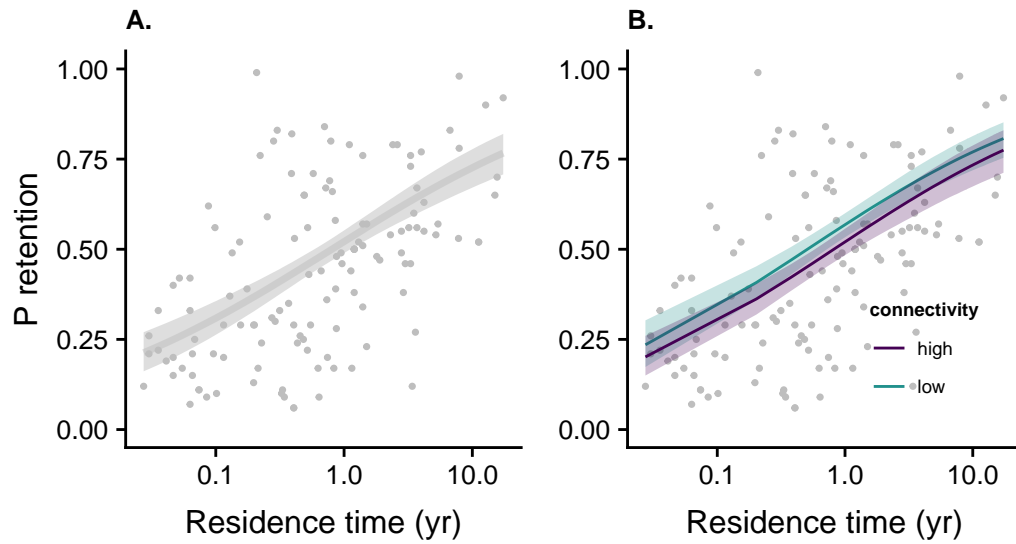 A.
B.
P retention
1.00
0.75
0.50
0.25
0.00
0.1 1.0 10.0
Residence time (yr)
1.00
0.75
0.50
0.25
0.00
connectivity
high
low
0.1 1.0 10.0
Residence time (yr)